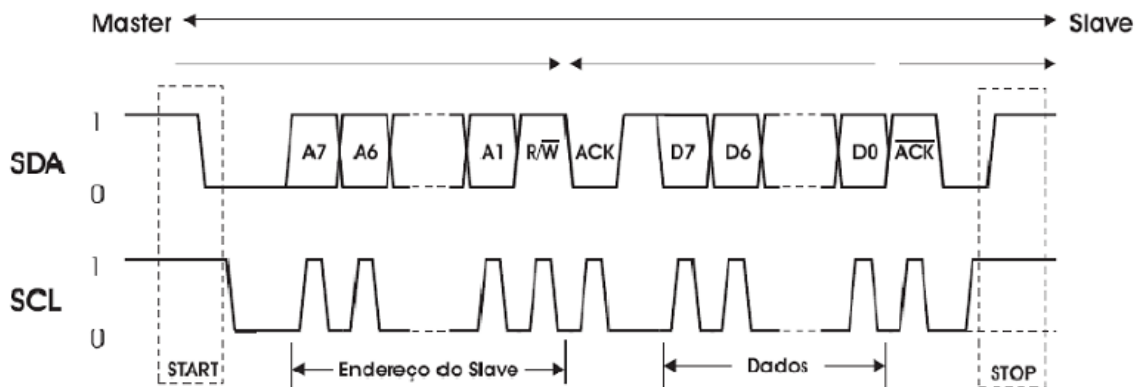 Master Slave
1
SDA A7 A6 A1 R/W̅ ACK D7 D6 D0 A̅C̅K̅
0
1
SCL
0
START Endereço do Slave Dados STOP